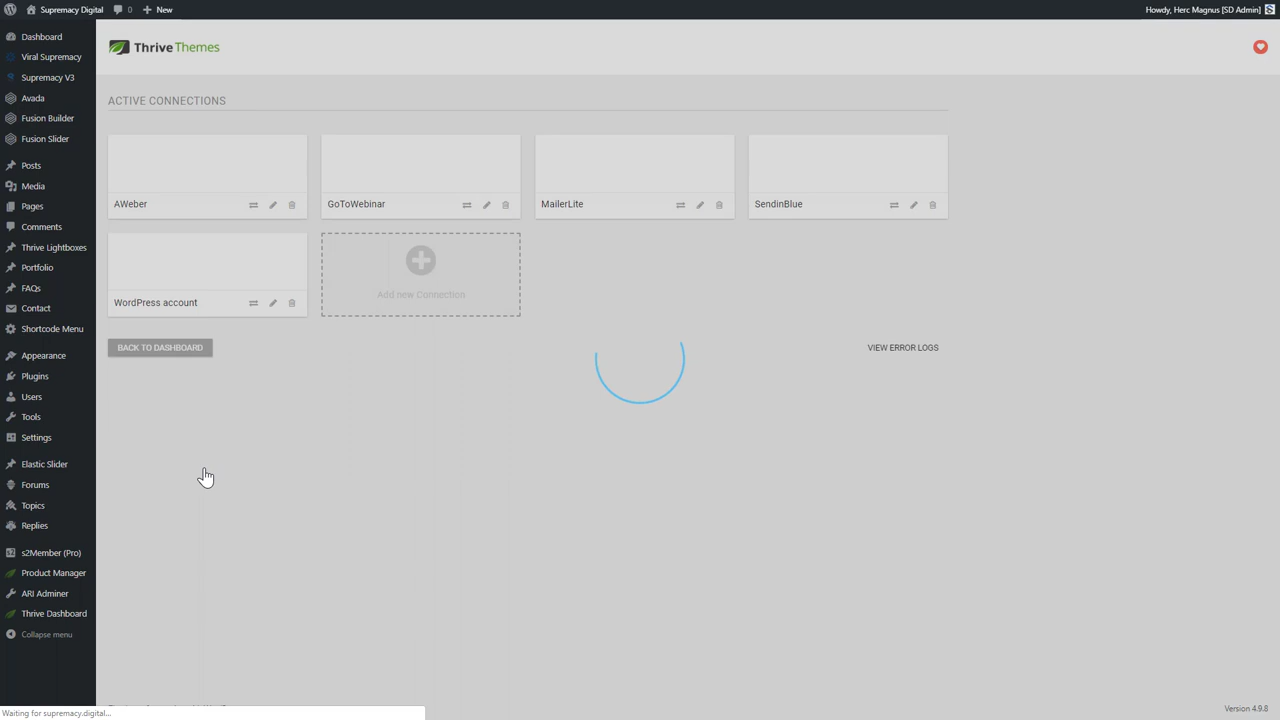 Supremacy Digital
0
New
Howdy, Herc Magnus [SD Admin]
Dashboard
Viral Supremacy
Supremacy V3
Avada
Fusion Builder
Fusion Slider
Posts
Media
Pages
Comments
Thrive Lightboxes
Portfolio
FAQs
Contact
Shortcode Menu
Appearance
Plugins
Users
Tools
Settings
Elastic Slider
Forums
Topics
Replies
s2Member (Pro)
Product Manager
ARI Adminer
Thrive Dashboard
Collapse menu
Thrive Themes
ACTIVE CONNECTIONS
AWeber
GoToWebinar
MailerLite
SendinBlue
WordPress account
Add new Connection
BACK TO DASHBOARD
VIEW ERROR LOGS
Waiting for supremacy.digital...
Version 4.9.8